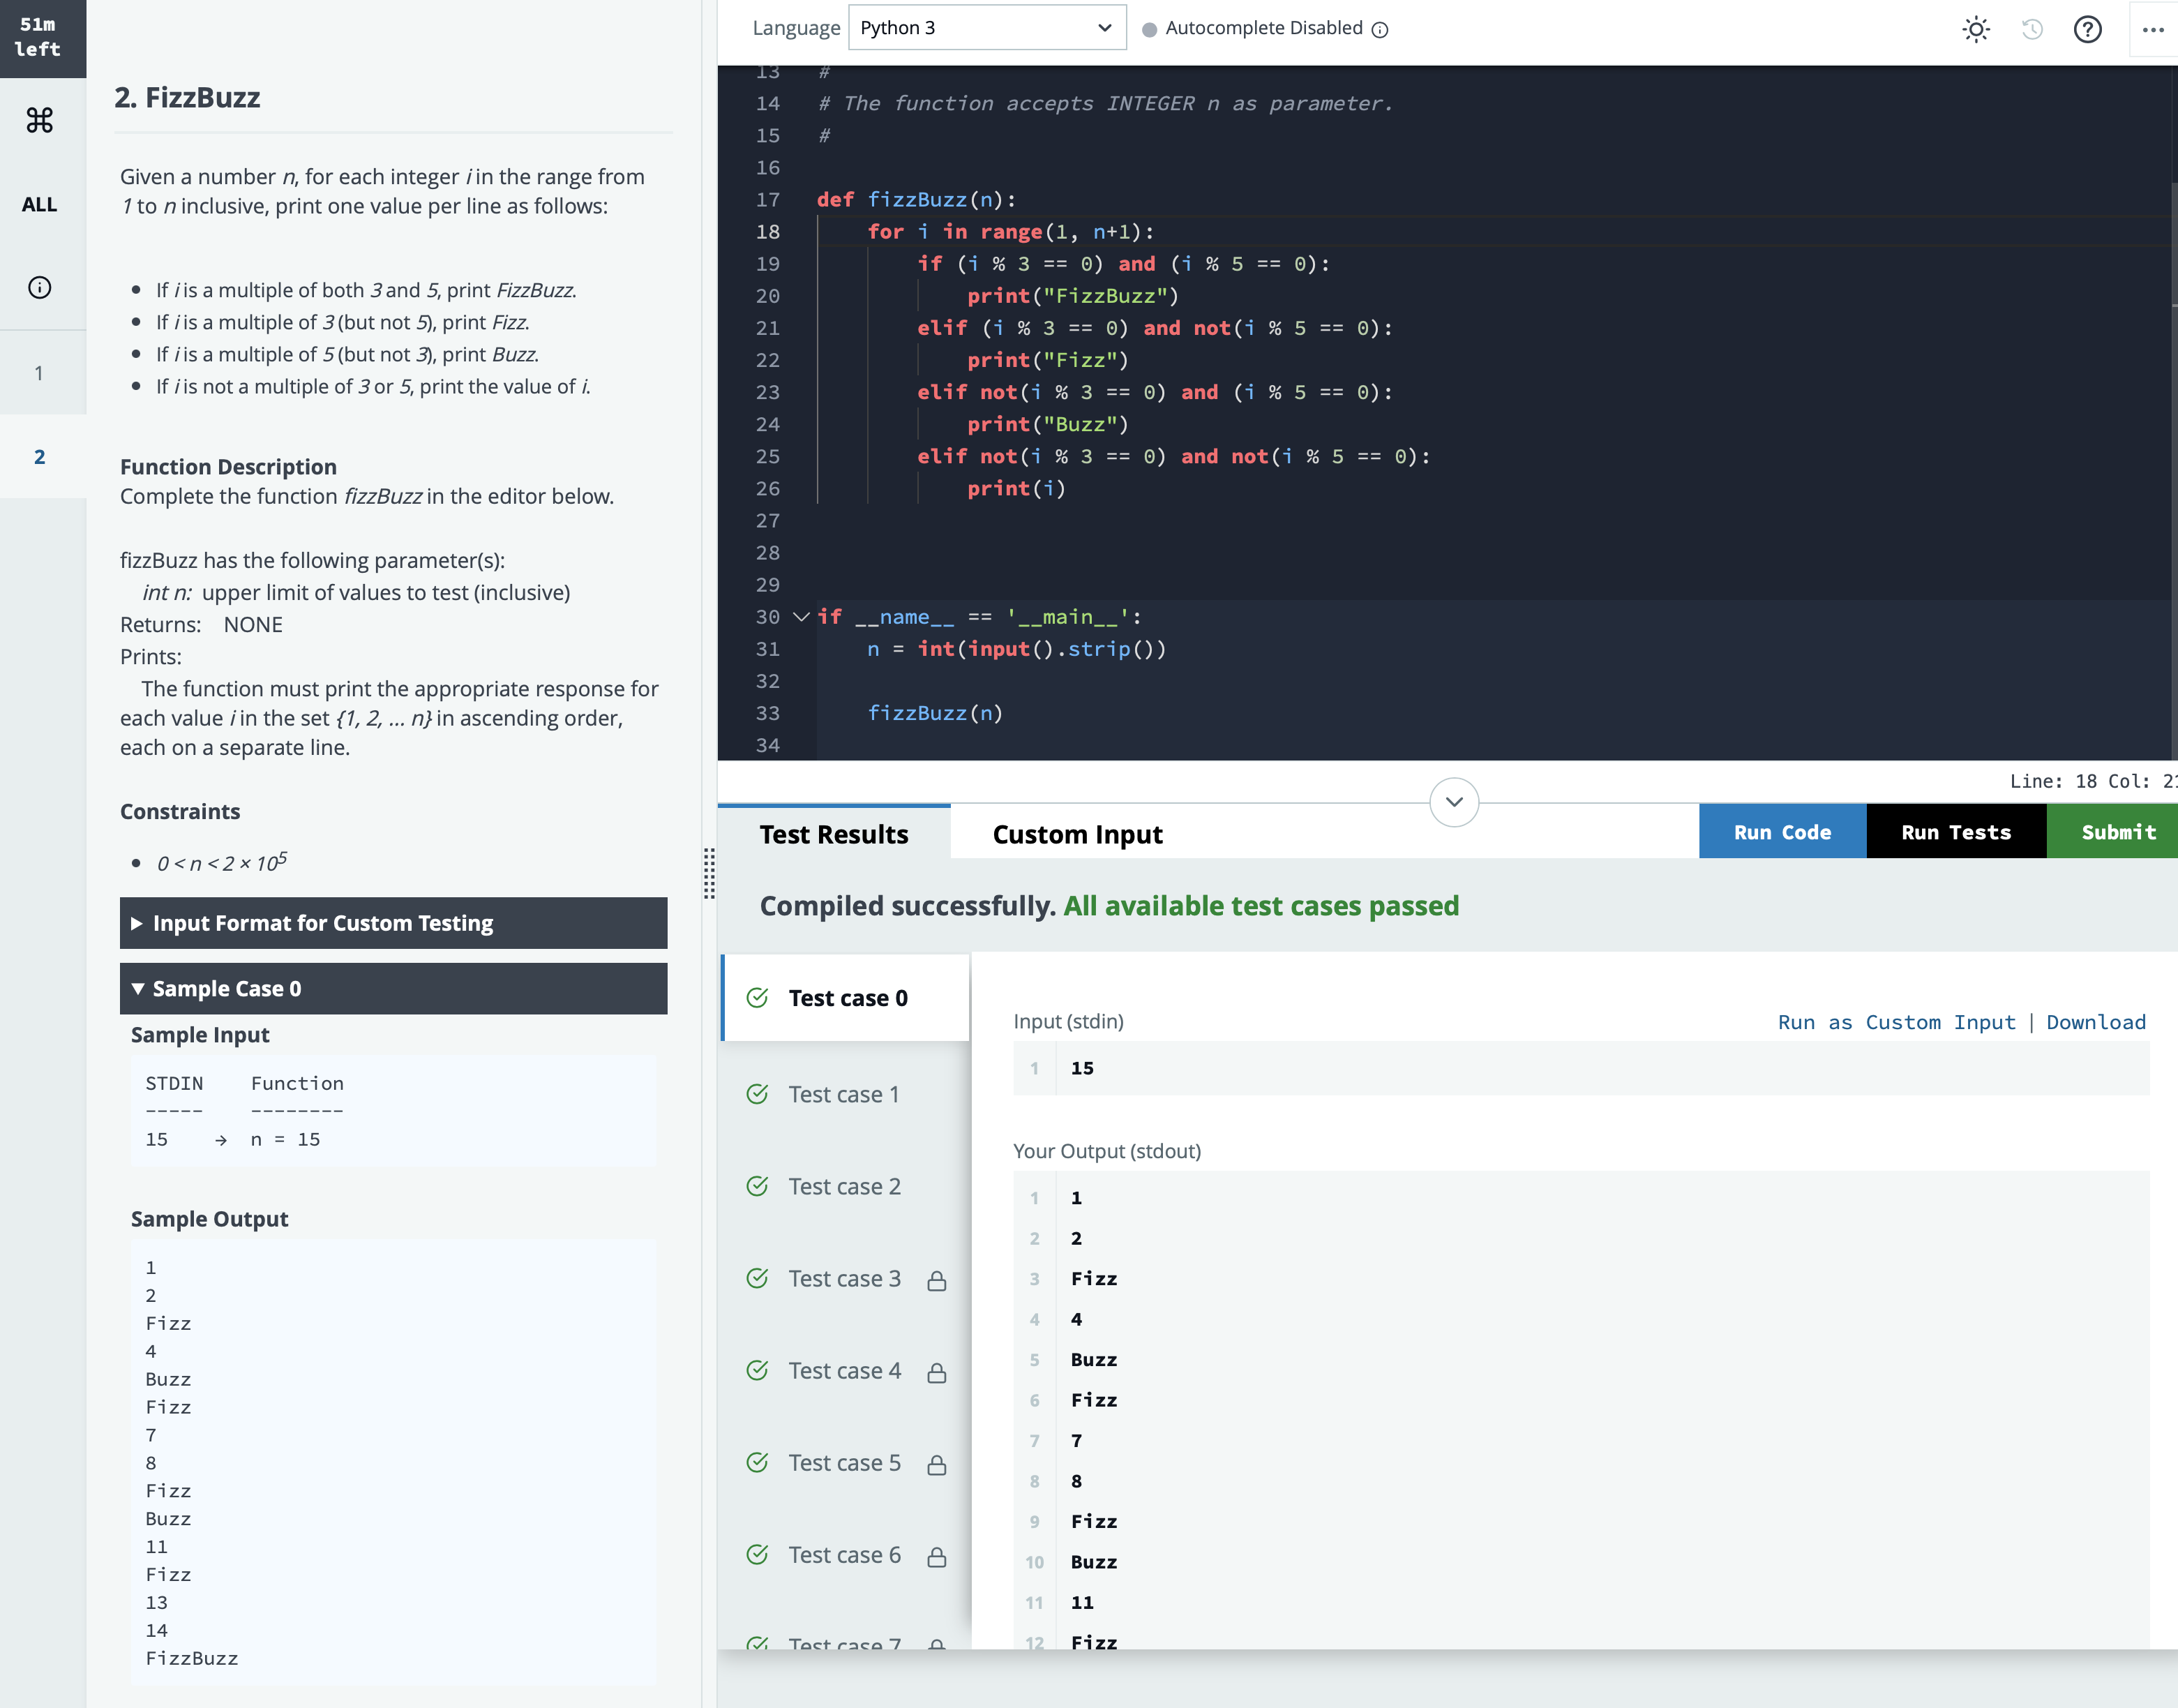 51m
left
ALL
1
2
2. FizzBuzz
Given a number n, for each integer i in the range from
1 to n inclusive, print one value per line as follows:
• If i is a multiple of both 3 and 5, print FizzBuzz.
• If i is a multiple of 3 (but not 5), print Fizz.
• If i is a multiple of 5 (but not 3), print Buzz.
• If i is not a multiple of 3 or 5, print the value of i.
Function Description
Complete the function fizzBuzz in the editor below.
fizzBuzz has the following parameter(s):
int n: upper limit of values to test (inclusive)
Returns: NONE
Prints:
The function must print the appropriate response for
each value i in the set {1, 2, ... n} in ascending order,
each on a separate line.
Constraints
• 0 < n < 2 × 10^5
Input Format for Custom Testing
Sample Case 0
Sample Input
STDIN Function
----- --------
15 → n = 15
Sample Output
1
2
Fizz
4
Buzz
Fizz
7
8
Fizz
Buzz
11
Fizz
13
14
FizzBuzz
Language Python 3 Autocomplete Disabled
13 #
14 # The function accepts INTEGER n as parameter.
15 #
16
17 def fizzBuzz(n):
18     for i in range(1, n+1):
19         if (i % 3 == 0) and (i % 5 == 0):
20             print("FizzBuzz")
21         elif (i % 3 == 0) and not(i % 5 == 0):
22             print("Fizz")
23         elif not(i % 3 == 0) and (i % 5 == 0):
24             print("Buzz")
25         elif not(i % 3 == 0) and not(i % 5 == 0):
26             print(i)
27
28
29
30 if __name__ == '__main__':
31     n = int(input().strip())
32
33     fizzBuzz(n)
34
Line: 18 Col: 21
Test Results Custom Input Run Code Run Tests Submit
Compiled successfully. All available test cases passed
Test case 0
Test case 1
Test case 2
Test case 3
Test case 4
Test case 5
Test case 6
Test case 7
Input (stdin) Run as Custom Input | Download
1 15
Your Output (stdout)
1 1
2 2
3 Fizz
4 4
5 Buzz
6 Fizz
7 7
8 8
9 Fizz
10 Buzz
11 11
12 Fizz